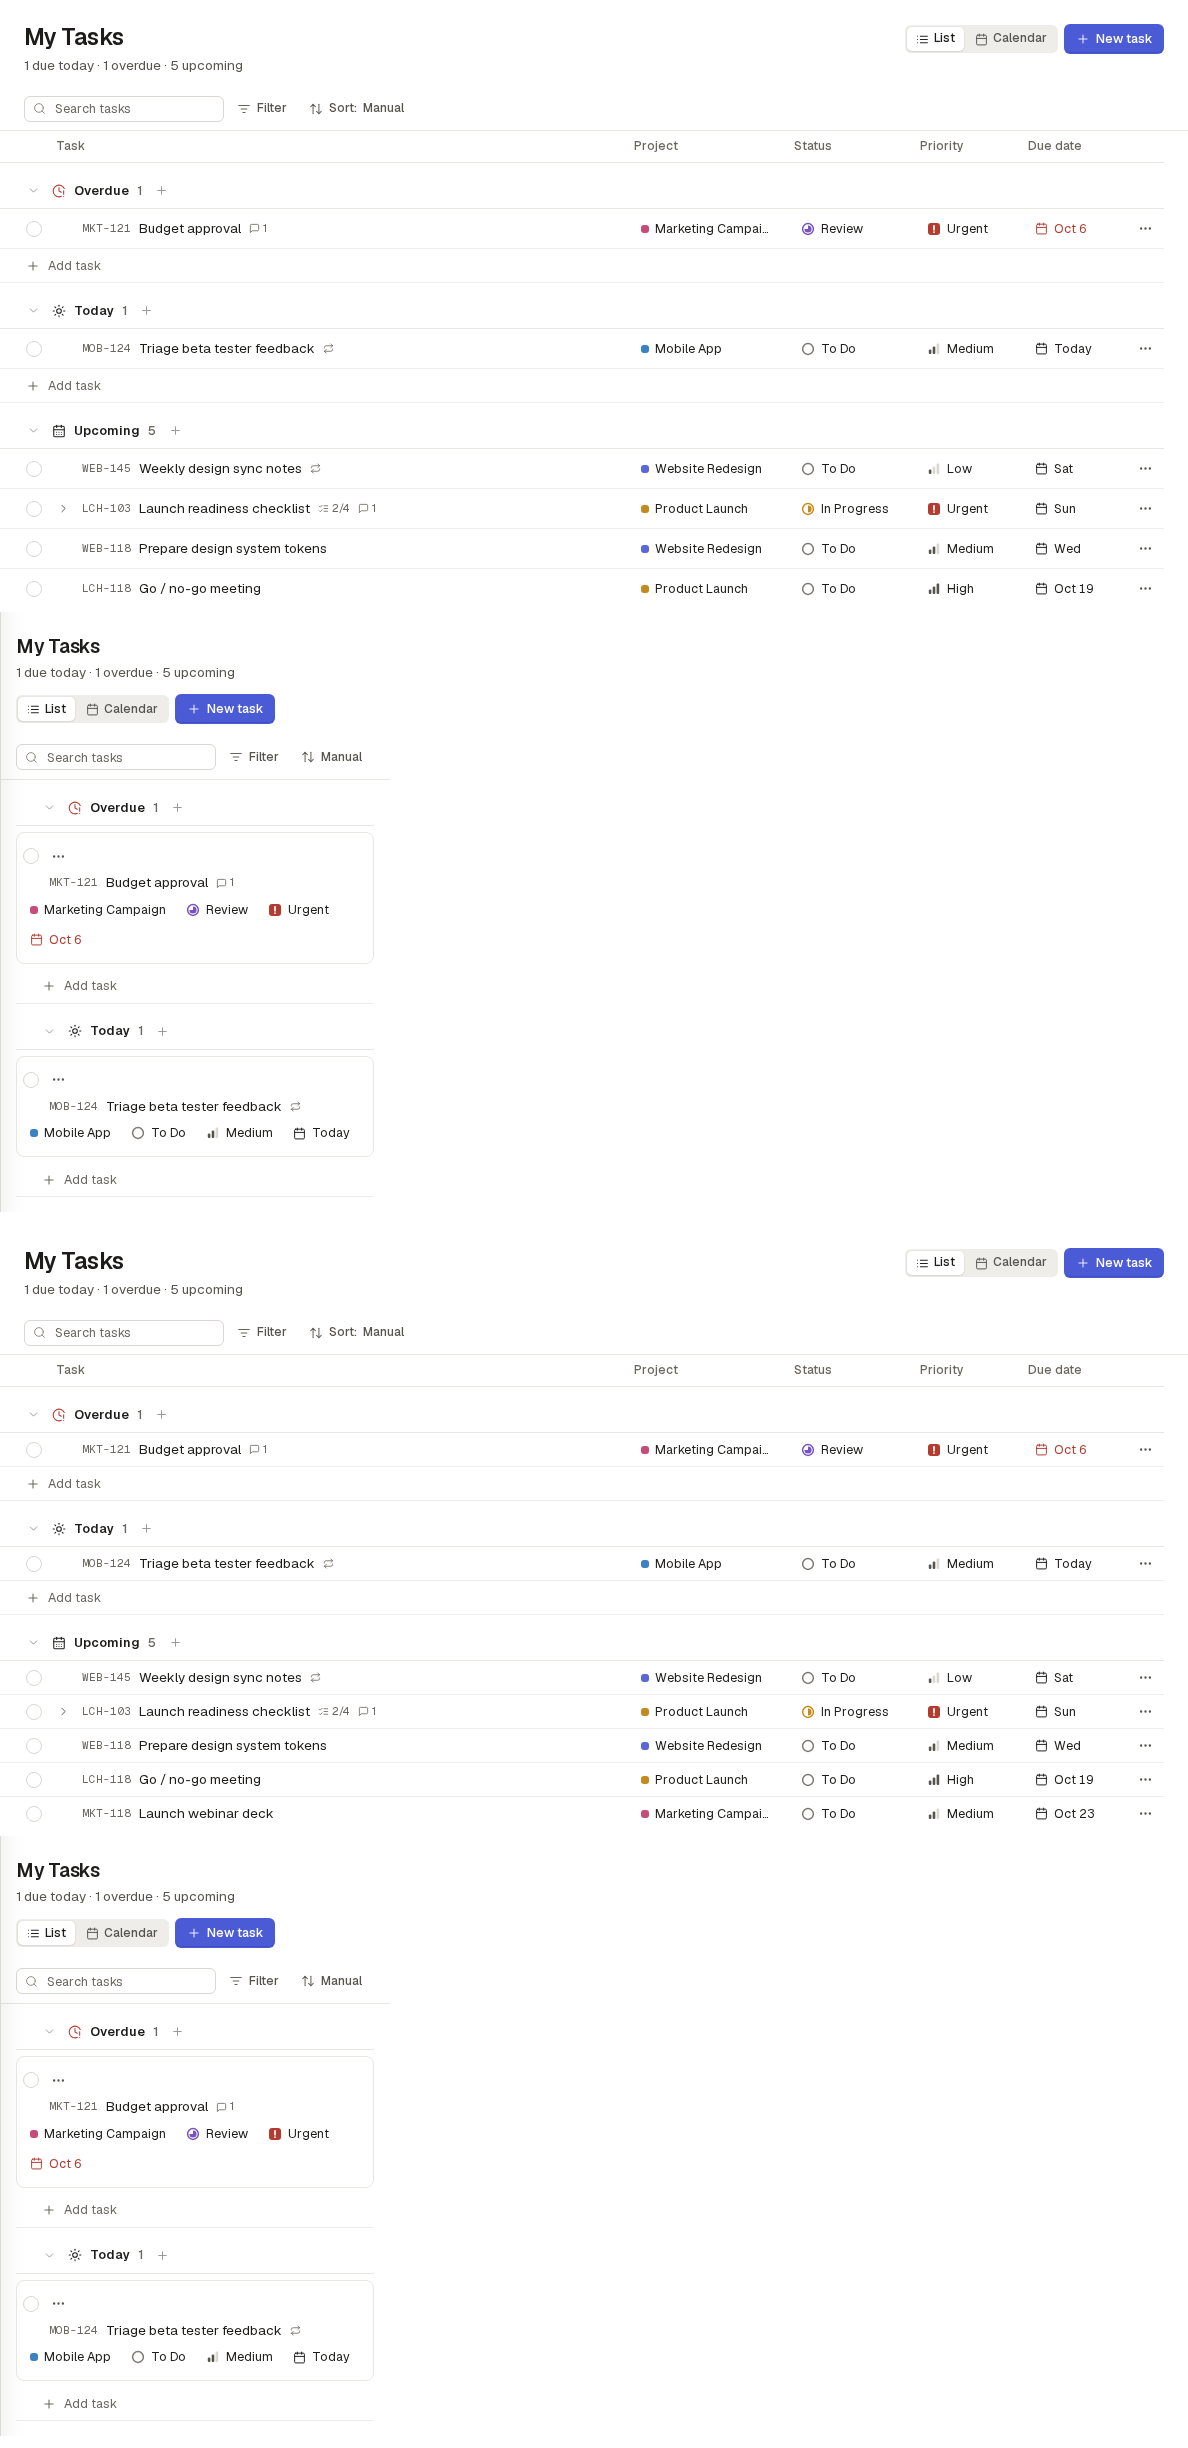 My Tasks
List Calendar New task
1 due today · 1 overdue · 5 upcoming
Search tasks Filter Sort: Manual
Task Project Status Priority Due date
Overdue 1
MKT-121 Budget approval 1 Marketing Campai... Review Urgent Oct 6
Add task
Today 1
MOB-124 Triage beta tester feedback Mobile App To Do Medium Today
Add task
Upcoming 5
WEB-145 Weekly design sync notes Website Redesign To Do Low Sat
LCH-103 Launch readiness checklist 2/4 1 Product Launch In Progress Urgent Sun
WEB-118 Prepare design system tokens Website Redesign To Do Medium Wed
LCH-118 Go / no-go meeting Product Launch To Do High Oct 19
My Tasks
1 due today · 1 overdue · 5 upcoming
List Calendar New task
Search tasks Filter Manual
Overdue 1
MKT-121 Budget approval 1
Marketing Campaign Review Urgent
Oct 6
Add task
Today 1
MOB-124 Triage beta tester feedback
Mobile App To Do Medium Today
Add task
My Tasks
List Calendar New task
1 due today · 1 overdue · 5 upcoming
Search tasks Filter Sort: Manual
Task Project Status Priority Due date
Overdue 1
MKT-121 Budget approval 1 Marketing Campai... Review Urgent Oct 6
Add task
Today 1
MOB-124 Triage beta tester feedback Mobile App To Do Medium Today
Add task
Upcoming 5
WEB-145 Weekly design sync notes Website Redesign To Do Low Sat
LCH-103 Launch readiness checklist 2/4 1 Product Launch In Progress Urgent Sun
WEB-118 Prepare design system tokens Website Redesign To Do Medium Wed
LCH-118 Go / no-go meeting Product Launch To Do High Oct 19
MKT-118 Launch webinar deck Marketing Campai... To Do Medium Oct 23
My Tasks
1 due today · 1 overdue · 5 upcoming
List Calendar New task
Search tasks Filter Manual
Overdue 1
MKT-121 Budget approval 1
Marketing Campaign Review Urgent
Oct 6
Add task
Today 1
MOB-124 Triage beta tester feedback
Mobile App To Do Medium Today
Add task